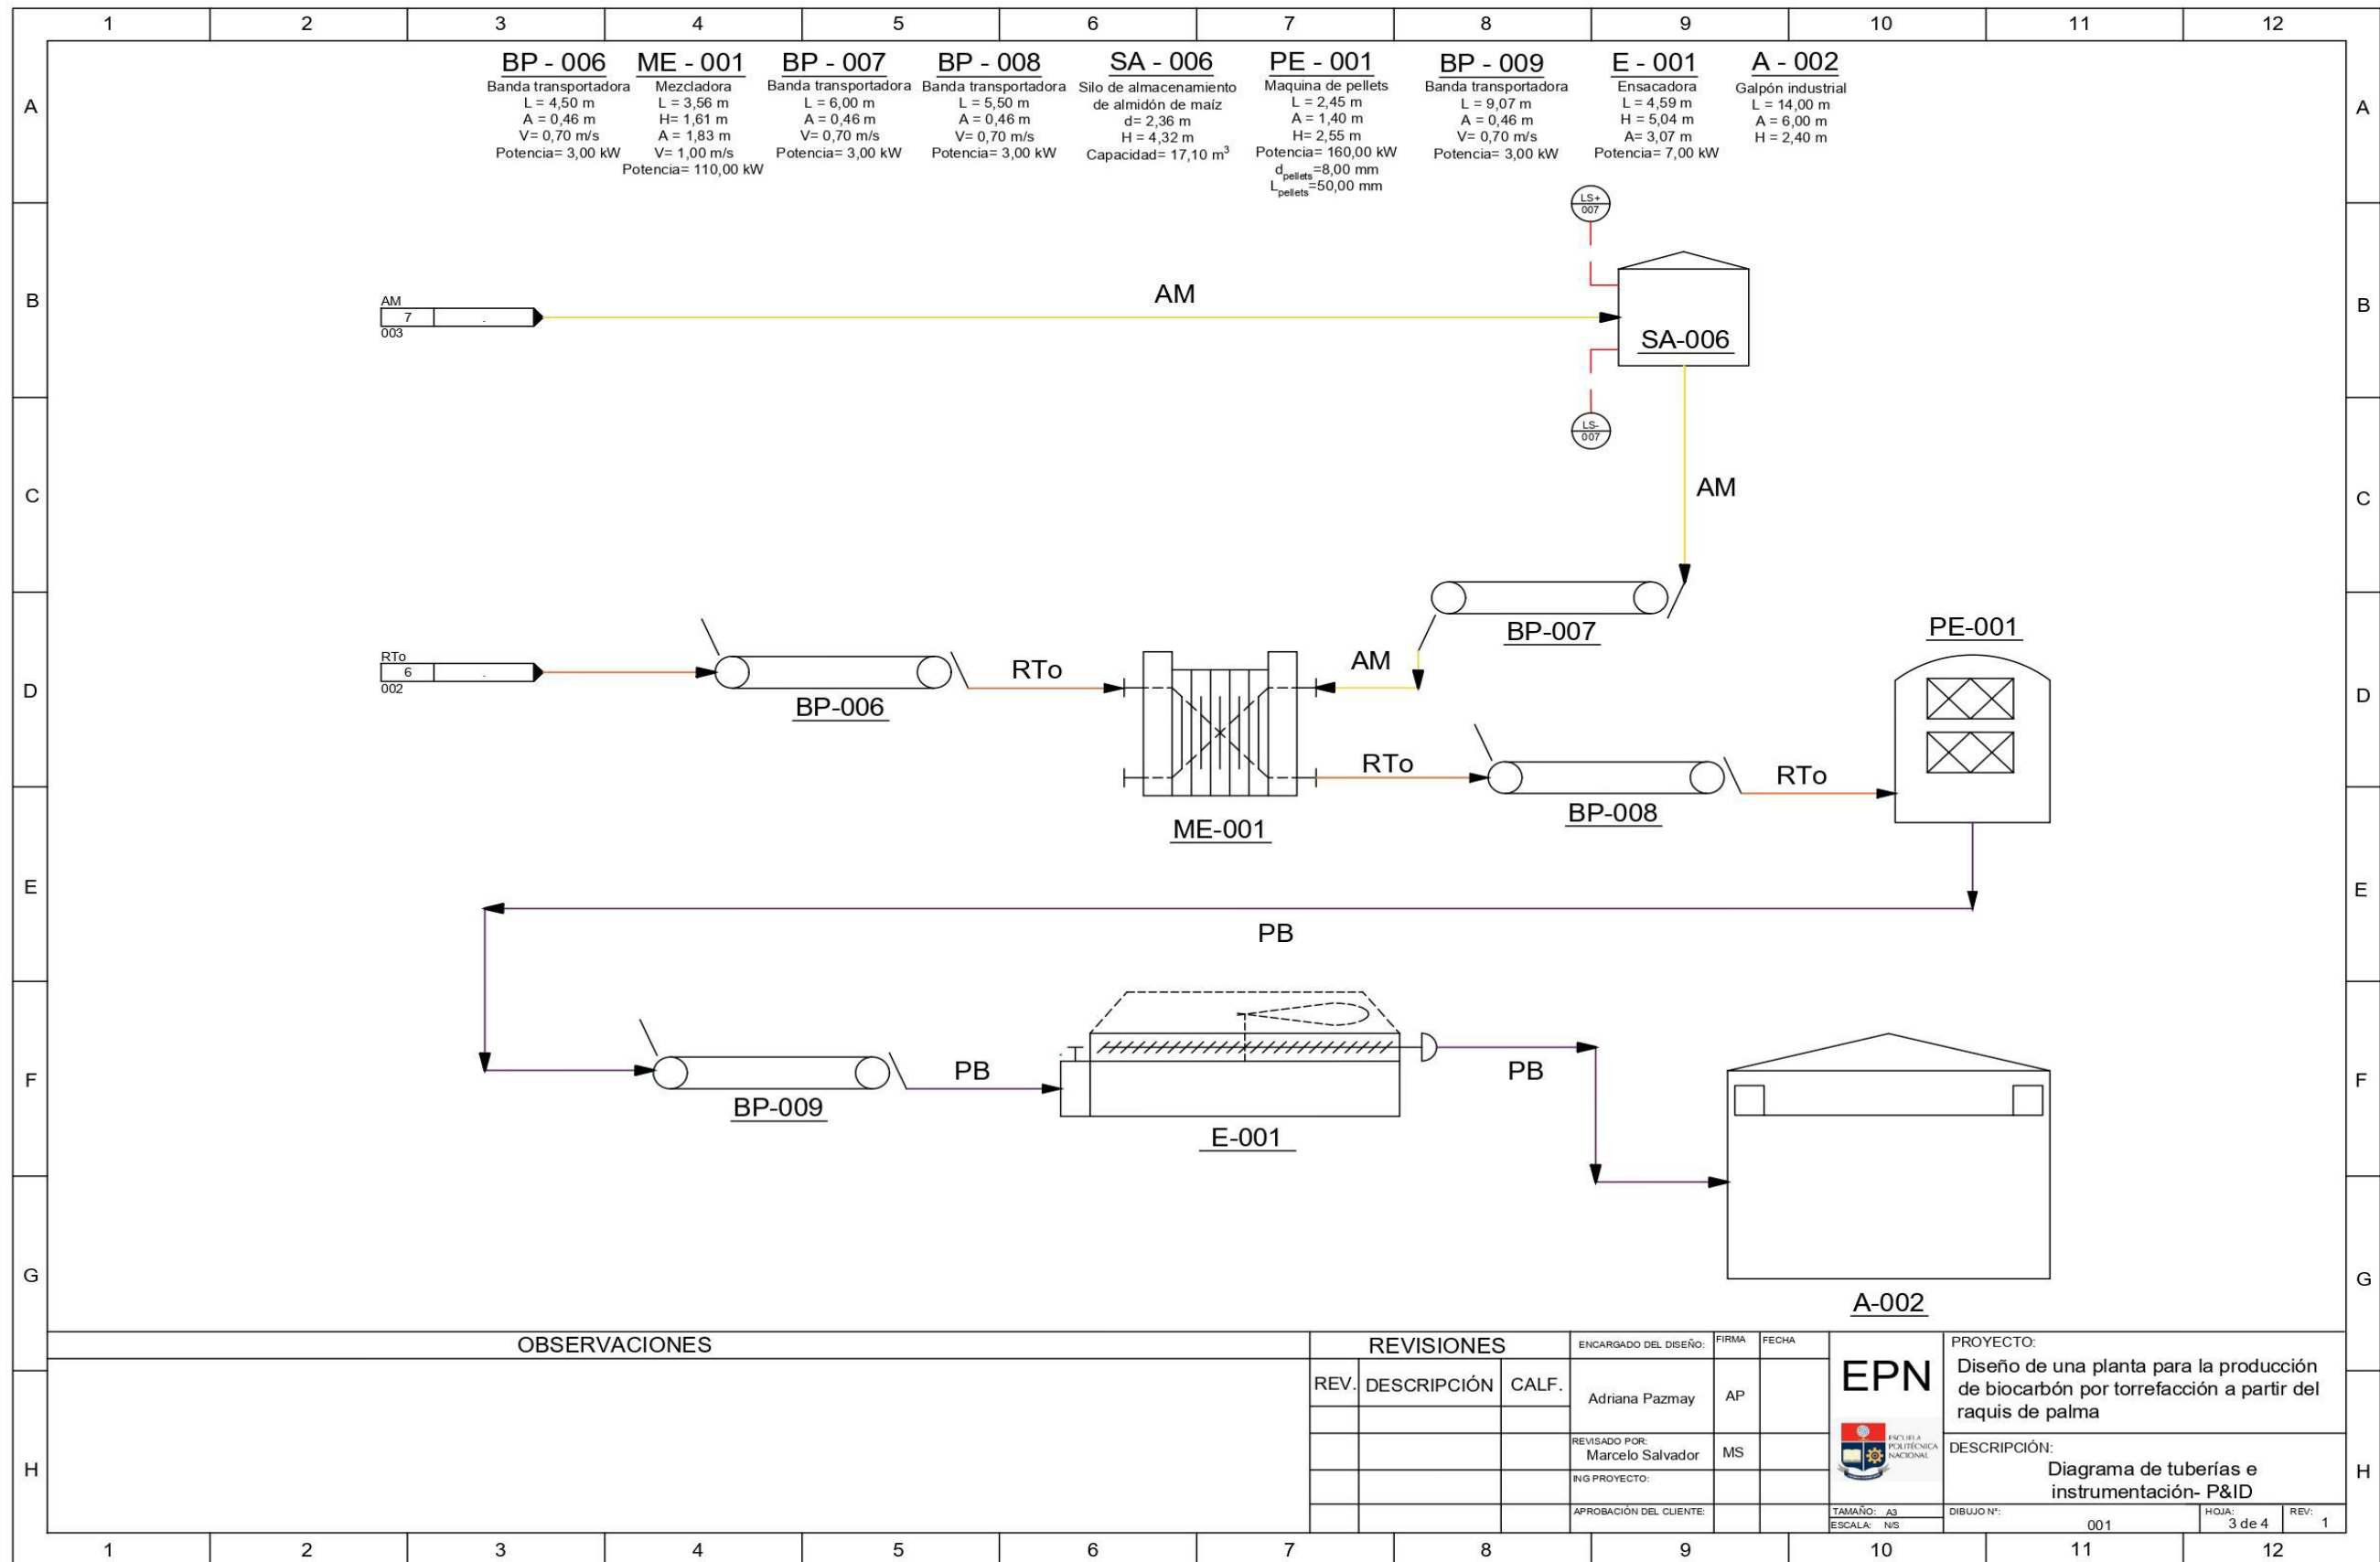 1 2 3 4 5 6 7 8 9 10 11 12
A A
B B
C C
D D
E E
F F
G G
H H
BP - 006
Banda transportadora
L = 4,50 m
A = 0,46 m
V= 0,70 m/s
Potencia= 3,00 kW
ME - 001
Mezcladora
L = 3,56 m
H= 1,61 m
A = 1,83 m
V= 1,00 m/s
Potencia= 110,00 kW
BP - 007
Banda transportadora
L = 6,00 m
A = 0,46 m
V= 0,70 m/s
Potencia= 3,00 kW
BP - 008
Banda transportadora
L = 5,50 m
A = 0,46 m
V= 0,70 m/s
Potencia= 3,00 kW
SA - 006
Silo de almacenamiento
de almidón de maíz
d= 2,36 m
H = 4,32 m
Capacidad= 17,10 m³
PE - 001
Maquina de pellets
L = 2,45 m
A = 1,40 m
H= 2,55 m
Potencia= 160,00 kW
dpellets=8,00 mm
Lpellets=50,00 mm
BP - 009
Banda transportadora
L = 9,07 m
A = 0,46 m
V= 0,70 m/s
Potencia= 3,00 kW
E - 001
Ensacadora
L = 4,59 m
H = 5,04 m
A= 3,07 m
Potencia= 7,00 kW
A - 002
Galpón industrial
L = 14,00 m
A = 6,00 m
H = 2,40 m
LS+
007
AM
7 .
003
AM
SA-006
LS-
007
AM
BP-007
PE-001
RTo
6 .
002
BP-006
RTo
AM
ME-001
RTo
BP-008
RTo
PB
BP-009
PB
E-001
PB
A-002
OBSERVACIONES
REVISIONES
REV. DESCRIPCIÓN CALF.
ENCARGADO DEL DISEÑO: FIRMA FECHA
Adriana Pazmay AP
REVISADO POR:
Marcelo Salvador MS
ING PROYECTO:
APROBACIÓN DEL CLIENTE:
EPN
ESCUELA
POLITÉCNICA
NACIONAL
TAMAÑO: A3
ESCALA: N/S
PROYECTO:
Diseño de una planta para la producción
de biocarbón por torrefacción a partir del
raquis de palma
DESCRIPCIÓN:
Diagrama de tuberías e
instrumentación- P&ID
DIBUJO N°:
001
HOJA:
3 de 4
REV:
1
1 2 3 4 5 6 7 8 9 10 11 12